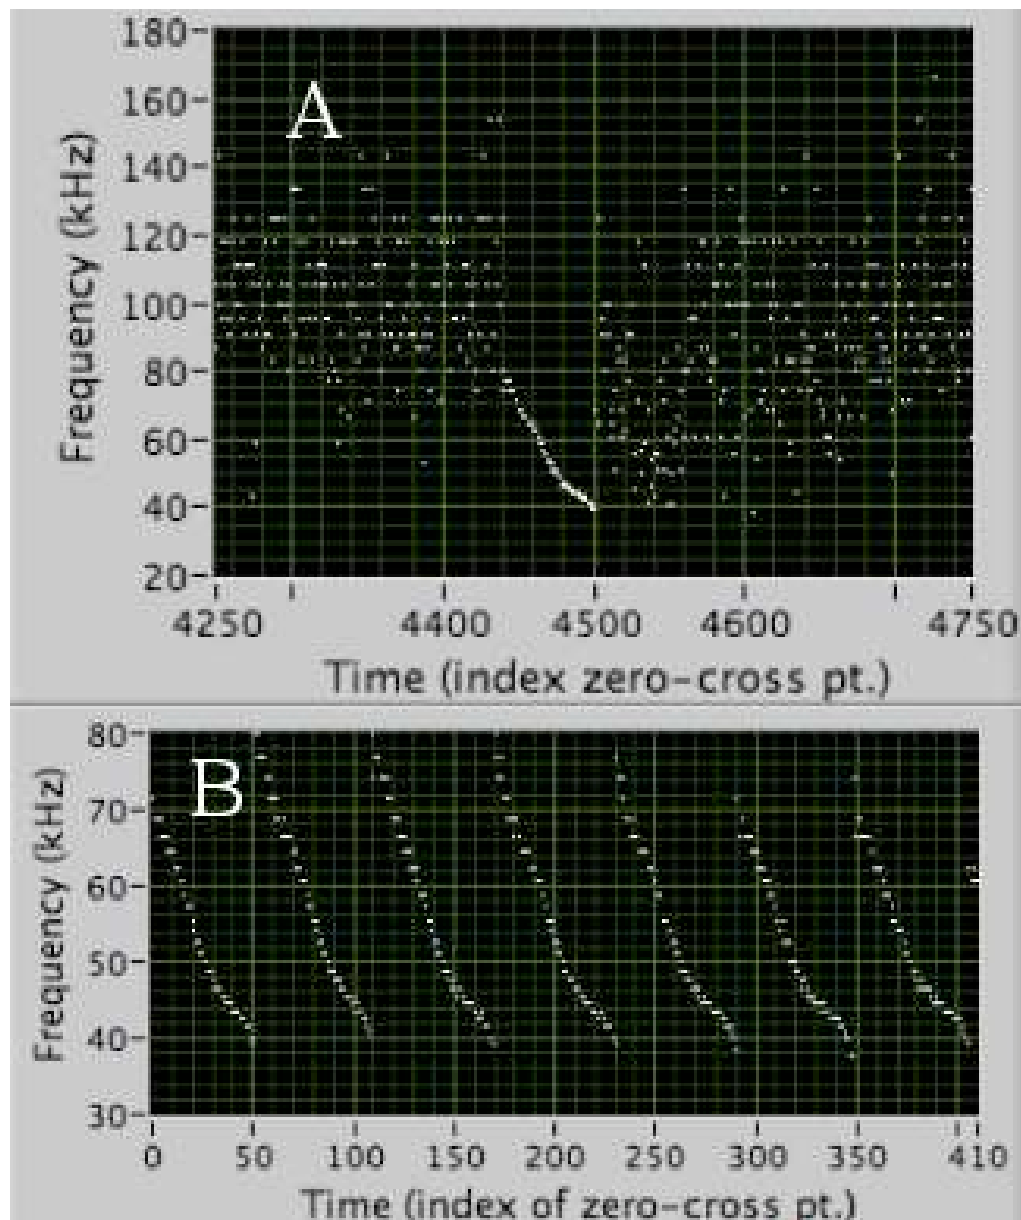 180
160
140
120
100
80
60
40
20
Frequency (kHz)
A
4250 4400 4500 4600 4750
Time (index zero-cross pt.)
80
70
60
50
40
30
Frequency (kHz)
B
0 50 100 150 200 250 300 350 410
Time (index of zero-cross pt.)